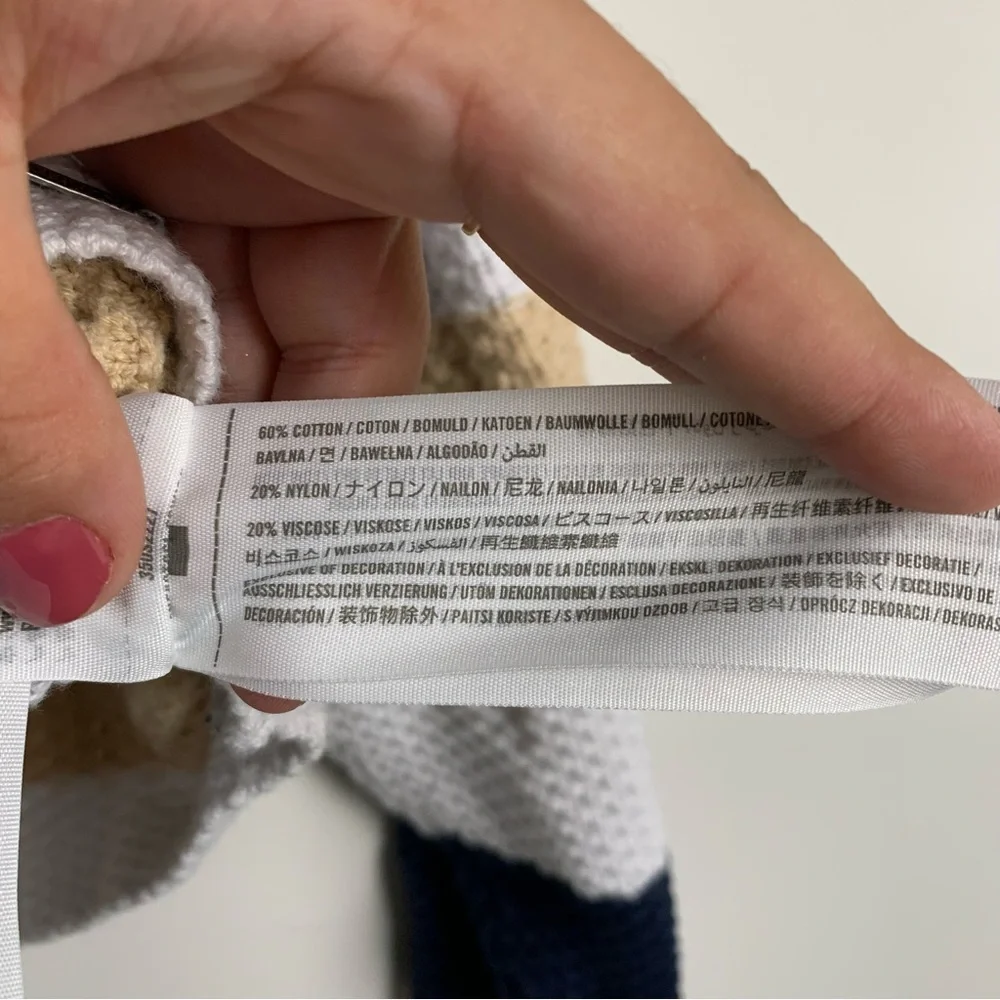 60% COTTON / COTON / BOMULD / KATOEN / BAUMWOLLE / BOMULL / COTONE
BAVLNA / 면 / BAWEŁNA / ALGODÃO / القطن
20% NYLON / ナイロン / NAILON / 尼龙 / NAILONIA / 나일론 / النايلون / 尼龍
20% VISCOSE / VISKOSE / VISKOS / VISCOSA / ビスコース / VISCOSILLA / 再生纤维素纤维
비스코스 / WISKOZA / الفسكوز / 再生纖維素纖維
EXCLUSIVE OF DECORATION / À L'EXCLUSION DE LA DÉCORATION / EKSKL. DEKORATION / EXCLUSIEF DECORATIE /
AUSSCHLIESSLICH VERZIERUNG / UTOM DEKORATIONEN / ESCLUSA DECORAZIONE / 装飾を除く / EXCLUSIVO DE
DECORACIÓN / 装饰物除外 / PAITSI KORISTE / S VÝJIMKOU OZDOB / 고급 장식 / OPRÓCZ DEKORACJI / DEKORAS